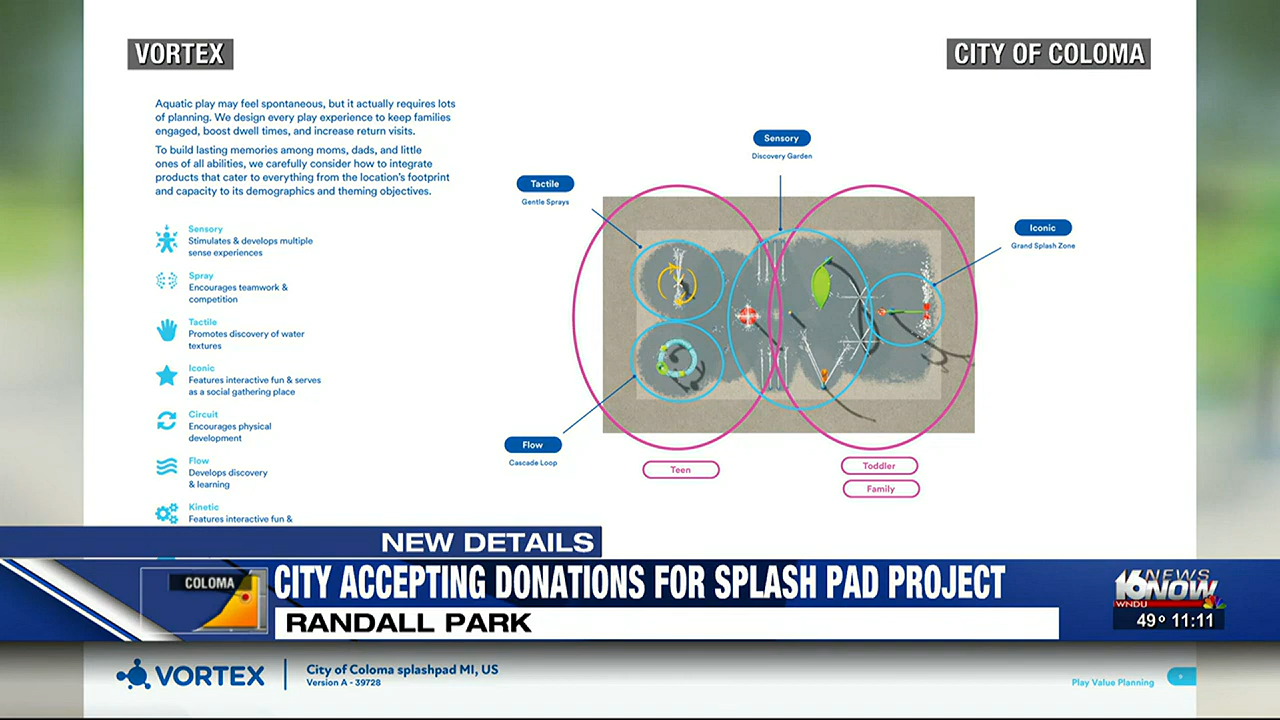 VORTEX
CITY OF COLOMA
Aquatic play may feel spontaneous, but it actually requires lots
of planning. We design every play experience to keep families
engaged, boost dwell times, and increase return visits.
To build lasting memories among moms, dads, and little
ones of all abilities, we carefully consider how to integrate
products that cater to everything from the location's footprint
and capacity to its demographics and theming objectives.
Sensory
Stimulates & develops multiple
sense experiences
Spray
Encourages teamwork &
competition
Tactile
Promotes discovery of water
textures
Iconic
Features interactive fun & serves
as a social gathering place
Circuit
Encourages physical
development
Flow
Develops discovery
& learning
Kinetic
Features interactive fun &
Sensory
Discovery Garden
Tactile
Gentle Sprays
Iconic
Grand Splash Zone
Flow
Cascade Loop
Teen
Toddler
Family
NEW DETAILS
COLOMA
CITY ACCEPTING DONATIONS FOR SPLASH PAD PROJECT
RANDALL PARK
16 NEWS
NOW
WNDU
49° 11:11
VORTEX
City of Coloma splashpad MI, US
Version A - 39728
Play Value Planning